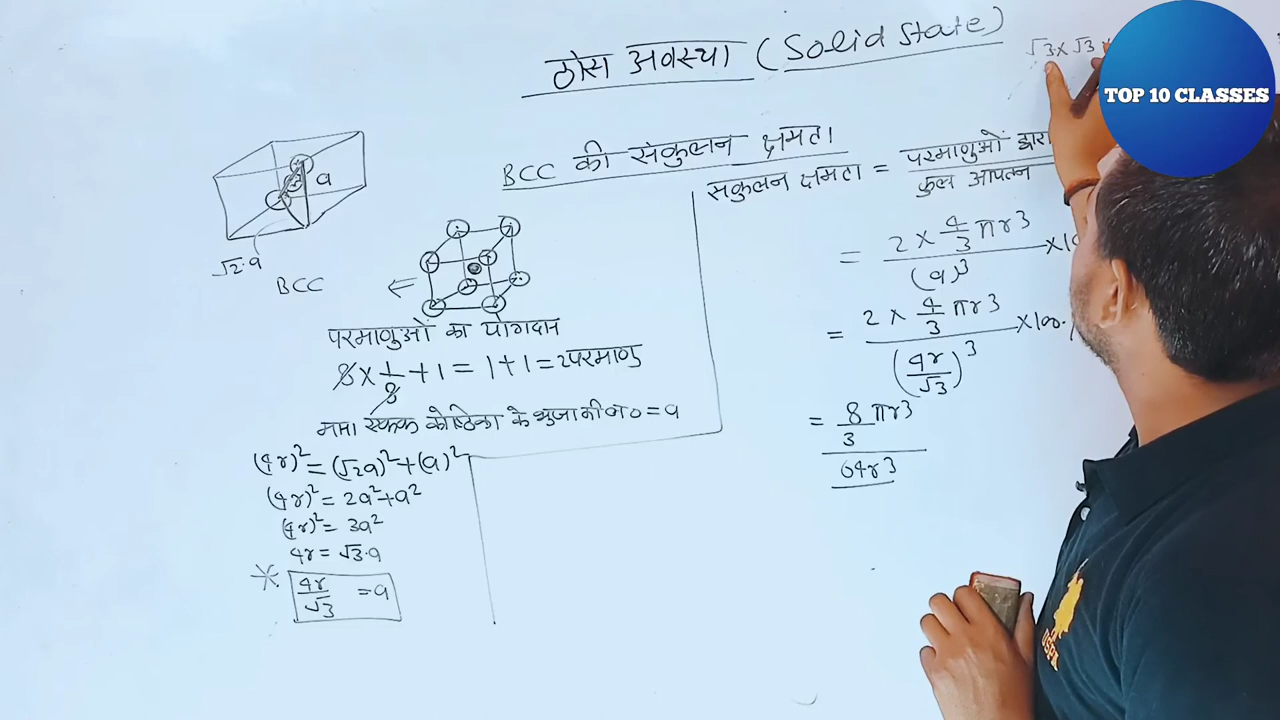 ठोस अवस्था (Solid State)
√3 x √3
TOP 10 CLASSES
BCC की संकुलन क्षमता
संकुलन क्षमता = परमाणुओं द्वारा
कुल आयतन
= 2 x 4/3 πr3
(a)3
= 2 x 4/3 πr3 x 100
(4r/√3)3
= 8/3 πr3
64r3
a
√2·a
BCC
परमाणुओं का योगदान
8 x 1/8 + 1 = 1 + 1 = 2 परमाणु
कोष्ठिका के भुजा की ल० = a
(4r)2 = (√2a)2 + (a)2
(4r)2 = 2a2 + a2
(4r)2 = 3a2
4r = √3·a
4r/√3 = a